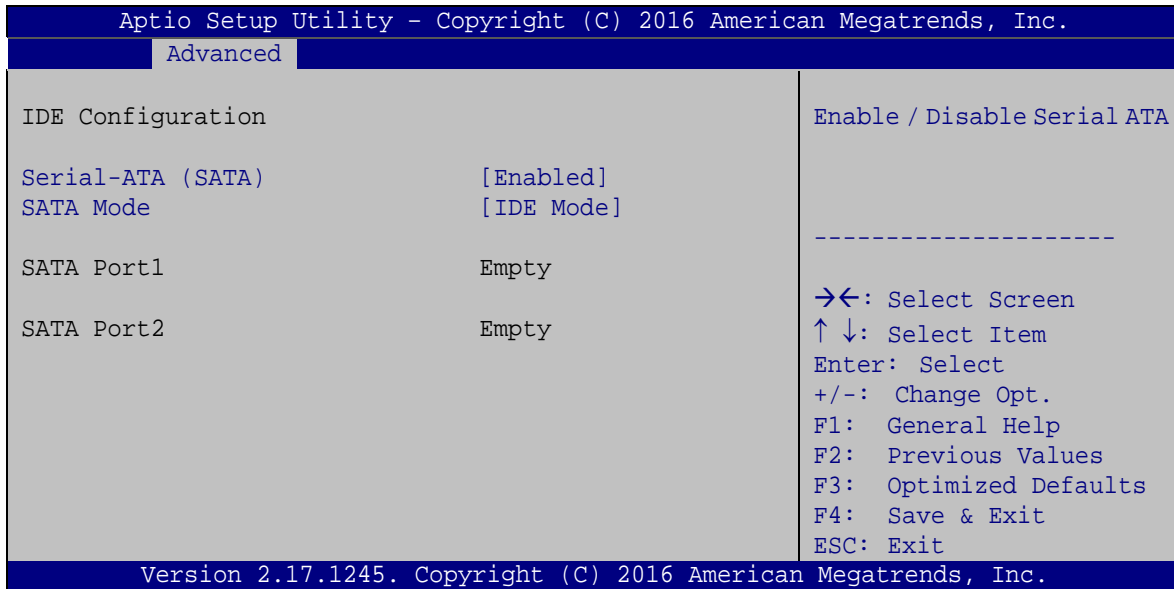 Aptio Setup Utility – Copyright (C) 2016 American Megatrends, Inc.
Advanced
IDE Configuration
Serial-ATA (SATA) [Enabled]
SATA Mode [IDE Mode]
SATA Port1 Empty
SATA Port2 Empty
Enable / Disable Serial ATA
---------------------
→←: Select Screen
↑ ↓: Select Item
Enter: Select
+/-: Change Opt.
F1: General Help
F2: Previous Values
F3: Optimized Defaults
F4: Save & Exit
ESC: Exit
Version 2.17.1245. Copyright (C) 2016 American Megatrends, Inc.